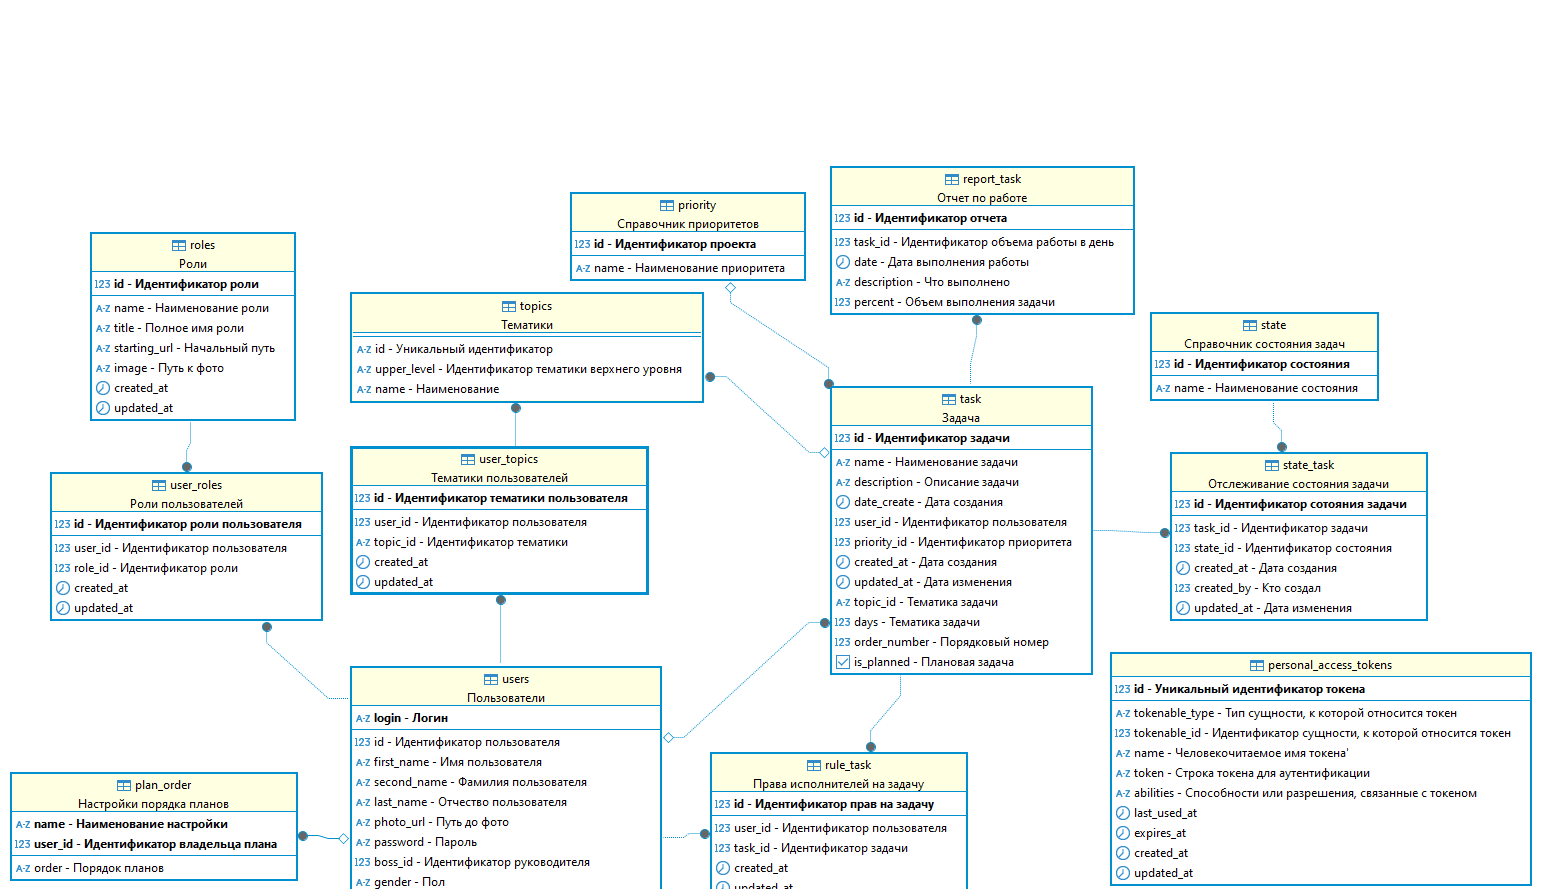 report_task
Отчет по работе
123 id - Идентификатор отчета
123 task_id - Идентификатор объема работы в день
date - Дата выполнения работы
A-Z description - Что выполнено
123 percent - Объем выполнения задачи
priority
Справочник приоритетов
123 id - Идентификатор проекта
A-Z name - Наименование приоритета
roles
Роли
123 id - Идентификатор роли
A-Z name - Наименование роли
A-Z title - Полное имя роли
A-Z starting_url - Начальный путь
A-Z image - Путь к фото
created_at
updated_at
topics
Тематики
A-Z id - Уникальный идентификатор
A-Z upper_level - Идентификатор тематики верхнего уровня
A-Z name - Наименование
state
Справочник состояния задач
123 id - Идентификатор состояния
A-Z name - Наименование состояния
task
Задача
123 id - Идентификатор задачи
A-Z name - Наименование задачи
A-Z description - Описание задачи
date_create - Дата создания
123 user_id - Идентификатор пользователя
123 priority_id - Идентификатор приоритета
created_at - Дата создания
updated_at - Дата изменения
A-Z topic_id - Тематика задачи
123 days - Тематика задачи
123 order_number - Порядковый номер
is_planned - Плановая задача
user_topics
Тематики пользователей
123 id - Идентификатор тематики пользователя
123 user_id - Идентификатор пользователя
A-Z topic_id - Идентификатор тематики
created_at
updated_at
state_task
Отслеживание состояния задачи
123 id - Идентификатор сотояния задачи
123 task_id - Идентификатор задачи
123 state_id - Идентификатор состояния
created_at - Дата создания
123 created_by - Кто создал
updated_at - Дата изменения
user_roles
Роли пользователей
123 id - Идентификатор роли пользователя
123 user_id - Идентификатор пользователя
123 role_id - Идентификатор роли
created_at
updated_at
personal_access_tokens
123 id - Уникальный идентификатор токена
A-Z tokenable_type - Тип сущности, к которой относится токен
123 tokenable_id - Идентификатор сущности, к которой относится токен
A-Z name - Человекочитаемое имя токена'
A-Z token - Строка токена для аутентификации
A-Z abilities - Способности или разрешения, связанные с токеном
last_used_at
expires_at
created_at
updated_at
users
Пользователи
A-Z login - Логин
123 id - Идентификатор пользователя
A-Z first_name - Имя пользователя
A-Z second_name - Фамилия пользователя
A-Z last_name - Отчество пользователя
A-Z photo_url - Путь до фото
A-Z password - Пароль
123 boss_id - Идентификатор руководителя
A-Z gender - Пол
rule_task
Права исполнителей на задачу
123 id - Идентификатор прав на задачу
123 user_id - Идентификатор пользователя
123 task_id - Идентификатор задачи
created_at
updated_at
plan_order
Настройки порядка планов
A-Z name - Наименование настройки
123 user_id - Идентификатор владельца плана
A-Z order - Порядок планов